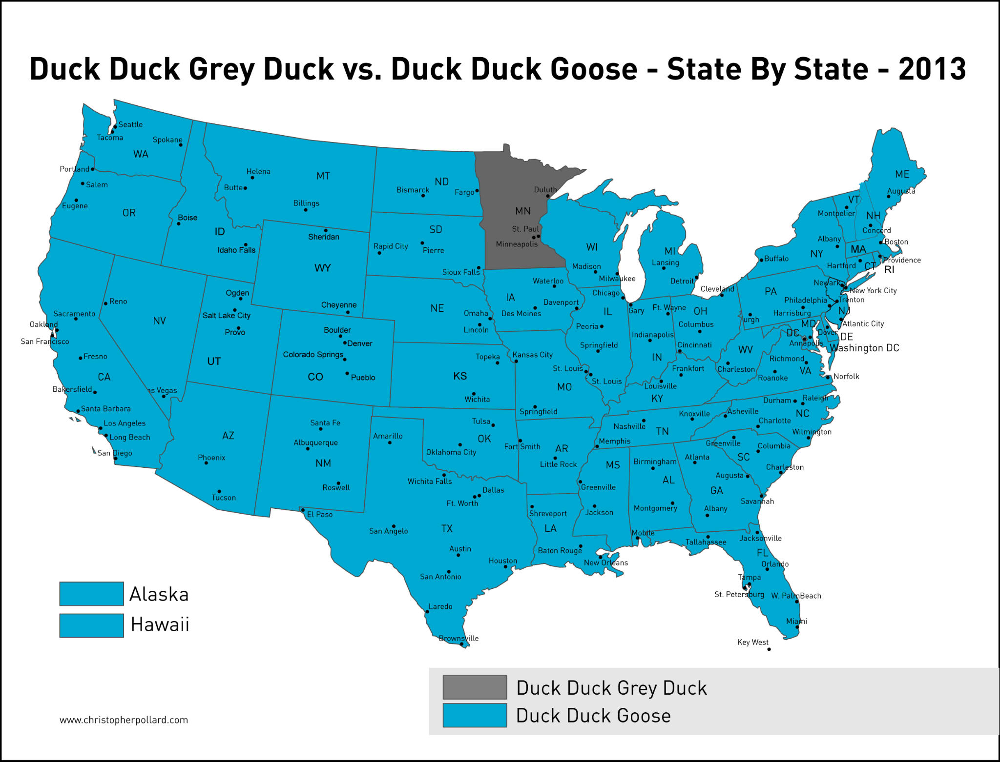 Duck Duck Grey Duck vs. Duck Duck Goose - State By State - 2013
Seattle
Tacoma
Spokane
WA
Portland
Salem
Eugene
OR
Helena
Butte
MT
Billings
Boise
ID
Idaho Falls
Sheridan
WY
Cheyenne
ND
Bismarck
Fargo
SD
Rapid City
Pierre
Sioux Falls
MN
Duluth
St. Paul
Minneapolis
WI
Madison
Milwaukee
MI
Lansing
Detroit
ME
Augusta
VT
Montpelier
NH
Concord
Albany
Boston
NY
MA
Buffalo
Hartford
CT
Providence
RI
Newark
New York City
PA
Philadelphia
Trenton
Harrisburg
NJ
urgh
Atlantic City
MD
DC
Dover
DE
Annapolis
Washington DC
Reno
Sacramento
Oakland
San Francisco
NV
Fresno
CA
Bakersfield
as Vegas
Santa Barbara
Los Angeles
Long Beach
San Diego
Ogden
Salt Lake City
Provo
UT
Boulder
Denver
Colorado Springs
CO
Pueblo
NE
Omaha
Lincoln
Waterloo
IA
Davenport
Des Moines
Chicago
IL
Peoria
Springfield
Gary
Ft. Wayne
Indianapolis
IN
Cleveland
OH
Columbus
Cincinnati
WV
Charleston
Richmond
VA
Roanoke
Norfolk
Topeka
KS
Wichita
Kansas City
St. Louis
St. Louis
MO
Springfield
Frankfort
Louisville
KY
Durham
Raleigh
NC
Asheville
Charlotte
Wilmington
Knoxville
Nashville
TN
Memphis
AZ
Phoenix
Tucson
Santa Fe
Albuquerque
NM
Roswell
Amarillo
Tulsa
OK
Oklahoma City
Fort Smith
AR
Little Rock
Greenville
Columbia
SC
Charleston
MS
Greenville
Jackson
Birmingham
AL
Montgomery
Mobile
Atlanta
Augusta
GA
Savannah
Albany
Wichita Falls
Dallas
Ft. Worth
El Paso
San Angelo
TX
Austin
Houston
San Antonio
Laredo
Brownsville
Shreveport
LA
Baton Rouge
New Orleans
Tallahassee
Jacksonville
FL
Orlando
Tampa
St. Petersburg
W. PalmBeach
Miami
Key West
Alaska
Hawaii
Duck Duck Grey Duck
Duck Duck Goose
www.christopherpollard.com